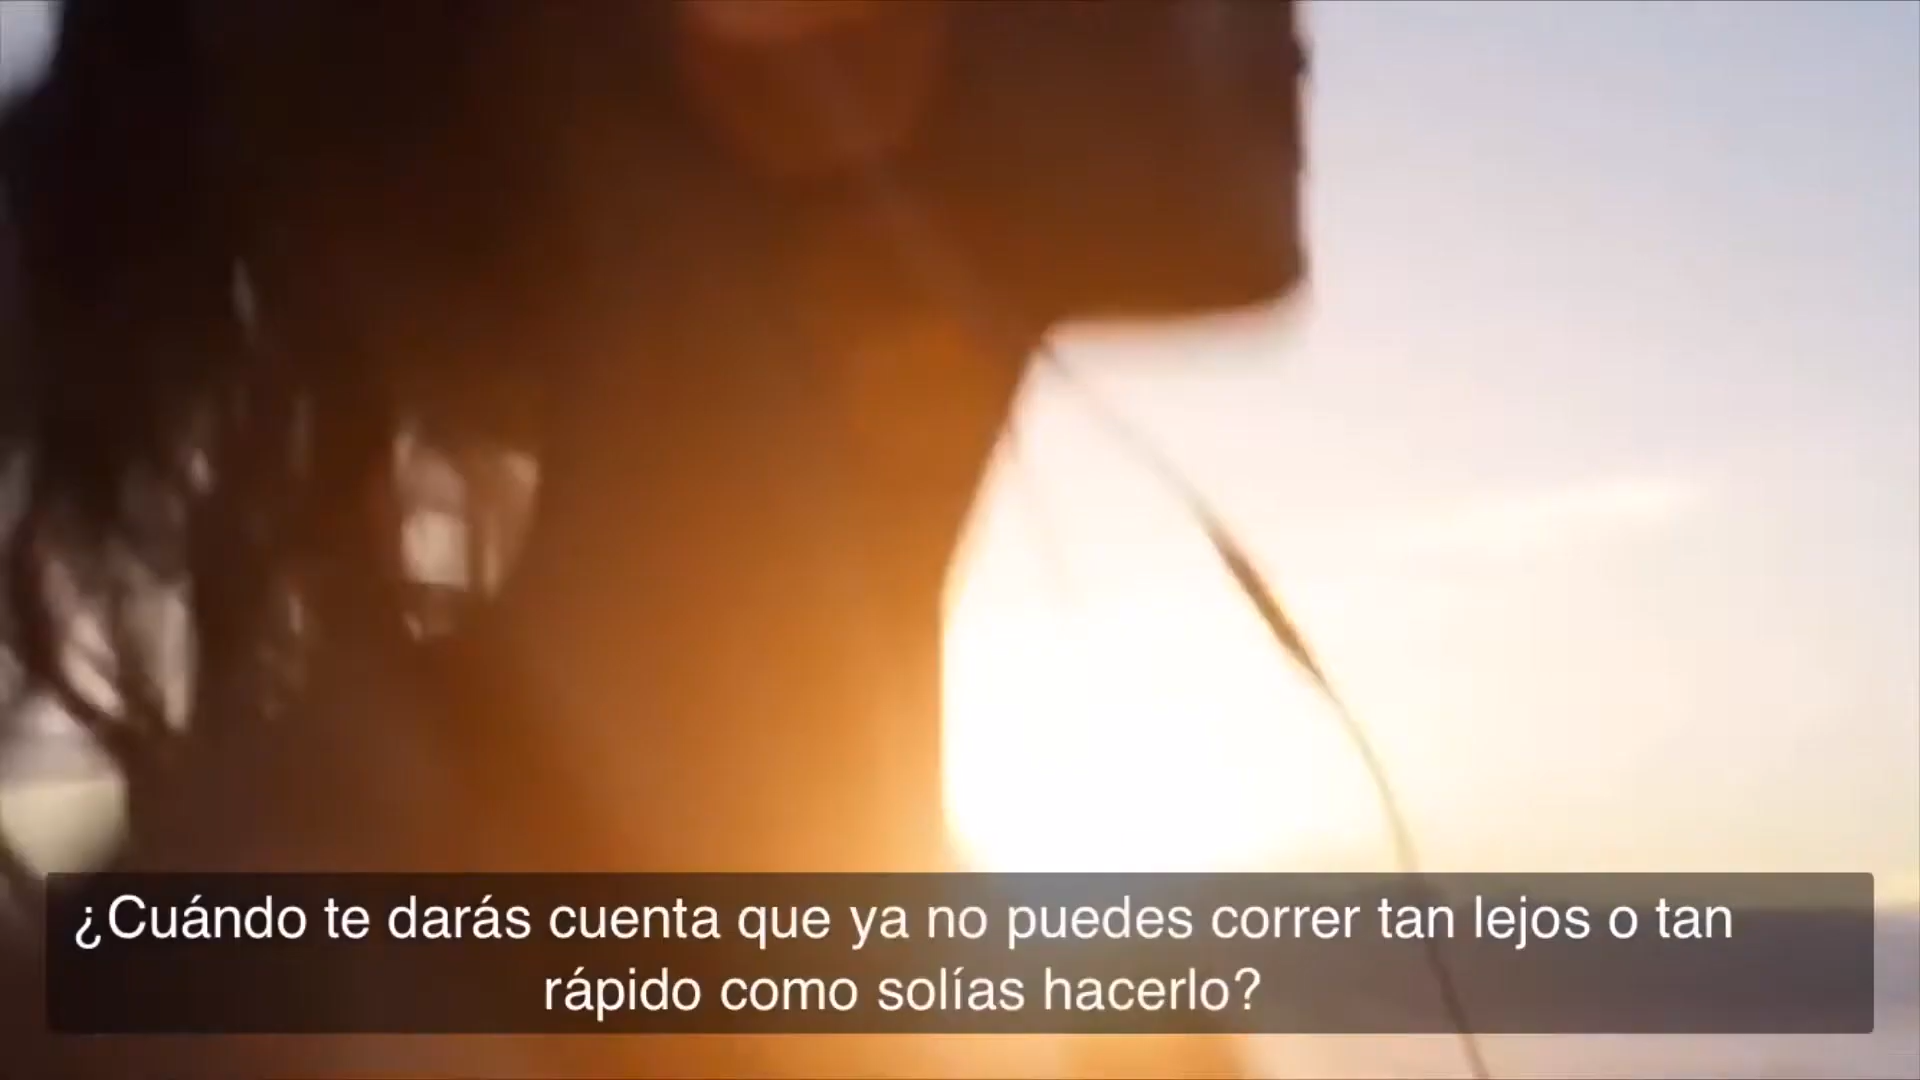 ¿Cuándo te darás cuenta que ya no puedes correr tan lejos o tan
rápido como solías hacerlo?